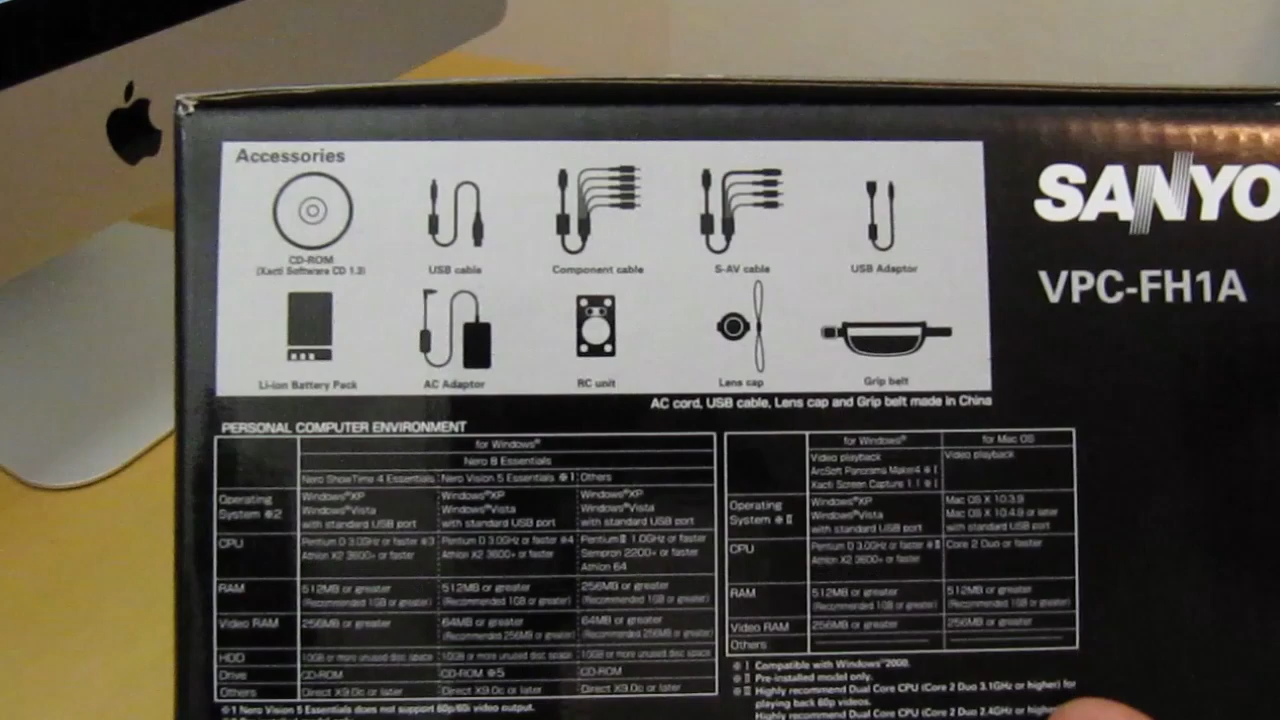 Accessories
SANYO
VPC-FH1A
CD-ROM
(Xacti Software CD 1.3)
USB cable
Component cable
S-AV cable
USB Adaptor
Li-ion Battery Pack
AC Adaptor
RC unit
Lens cap
Grip belt
AC cord, USB cable, Lens cap and Grip belt made in China
PERSONAL COMPUTER ENVIRONMENT
for Windows®
Nero 8 Essentials
Nero ShowTime 4 Essentials Nero Vision 5 Essentials ※1 Others
Operating System ※2
Windows®XP Windows®XP Windows®XP
Windows®Vista Windows®Vista Windows®Vista
with standard USB port with standard USB port with standard USB port
CPU
Pentium D 3.0GHz or faster ※3 Pentium D 3.0GHz or faster ※4 Pentium Ⅲ 1.0GHz or faster
Athlon X2 3600+ or faster Athlon X2 3600+ or faster Sempron 2200+ or faster
Athlon 64
RAM
512MB or greater 512MB or greater 256MB or greater
(Recommended 1GB or greater) (Recommended 1GB or greater) (Recommended 1GB or greater)
Video RAM 256MB or greater 64MB or greater 64MB or greater
(Recommended 256MB or greater) (Recommended 256MB or greater)
HDD 10GB or more unused disc space 10GB or more unused disc space 10GB or more unused disc space
Drive CD-ROM CD-ROM ※5 CD-ROM
Others Direct X9.0c or later Direct X9.0c or later Direct X9.0c or later
※1 Nero Vision 5 Essentials does not support 60p/60i video output.
for Windows® for Mac OS
Video playback Video playback
ArcSoft Panorama Maker4 ※Ⅰ
Xacti Screen Capture 1.1 ※Ⅰ
Operating System ※Ⅱ
Windows®XP Mac OS X 10.3.9
Windows®Vista Mac OS X 10.4.9 or later
with standard USB port with standard USB port
CPU
Pentium D 3.0GHz or faster ※Ⅲ Core 2 Duo or faster
Athlon X2 3600+ or faster
RAM
512MB or greater 512MB or greater
(Recommended 1GB or greater) (Recommended 1GB or greater)
Video RAM 256MB or greater 256MB or greater
Others
※Ⅰ Compatible with Windows®2000.
※Ⅱ Pre-installed model only.
※Ⅲ Highly recommend Dual Core CPU (Core 2 Duo 3.1GHz or higher) for
playing back 60p videos.
Highly recommend Dual Core CPU (Core 2 Duo 2.4GHz or higher)